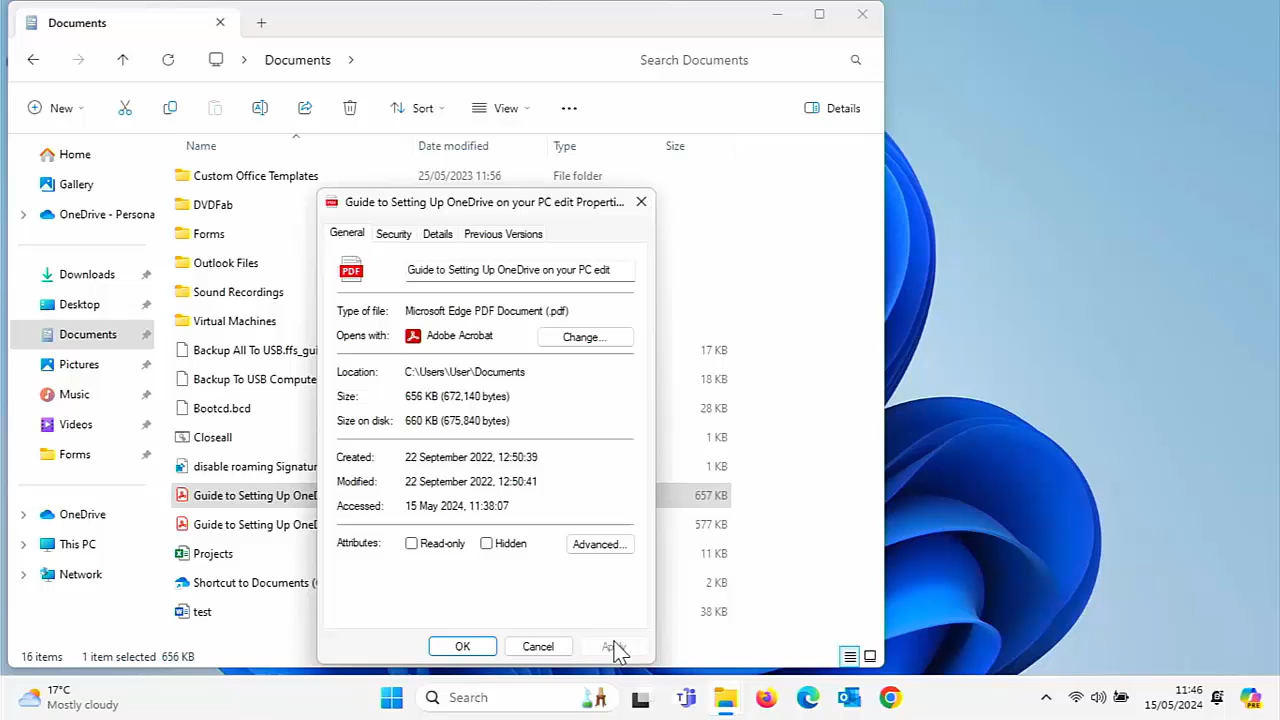 Documents
Documents
Search Documents
New
Sort
View
Details
Name
Date modified
Type
Size
Home
Gallery
OneDrive - Persona
Downloads
Desktop
Documents
Pictures
Music
Videos
Forms
OneDrive
This PC
Network
Custom Office Templates 25/05/2023 11:56 File folder
DVDFab
Forms
Outlook Files
Sound Recordings
Virtual Machines
Backup All To USB.ffs_gui 17 KB
Backup To USB Compute 18 KB
Bootcd.bcd 28 KB
Closeall 1 KB
disable roaming Signatur 1 KB
Guide to Setting Up OneD 657 KB
Guide to Setting Up OneD 577 KB
Projects 11 KB
Shortcut to Documents ( 2 KB
test 38 KB
Guide to Setting Up OneDrive on your PC edit Properti...
General Security Details Previous Versions
PDF
Guide to Setting Up OneDrive on your PC edit
Type of file: Microsoft Edge PDF Document (.pdf)
Opens with: Adobe Acrobat Change...
Location: C:\Users\User\Documents
Size: 656 KB (672,140 bytes)
Size on disk: 660 KB (675,840 bytes)
Created: 22 September 2022, 12:50:39
Modified: 22 September 2022, 12:50:41
Accessed: 15 May 2024, 11:38:07
Attributes: Read-only Hidden Advanced...
OK Cancel
16 items 1 item selected 656 KB
17°C
Mostly cloudy
Search
11:46
15/05/2024
PRE